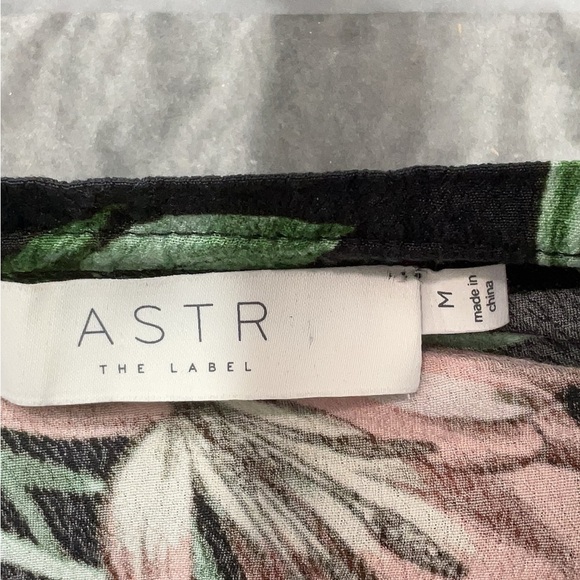 ASTR
THE LABEL
M
made in
china